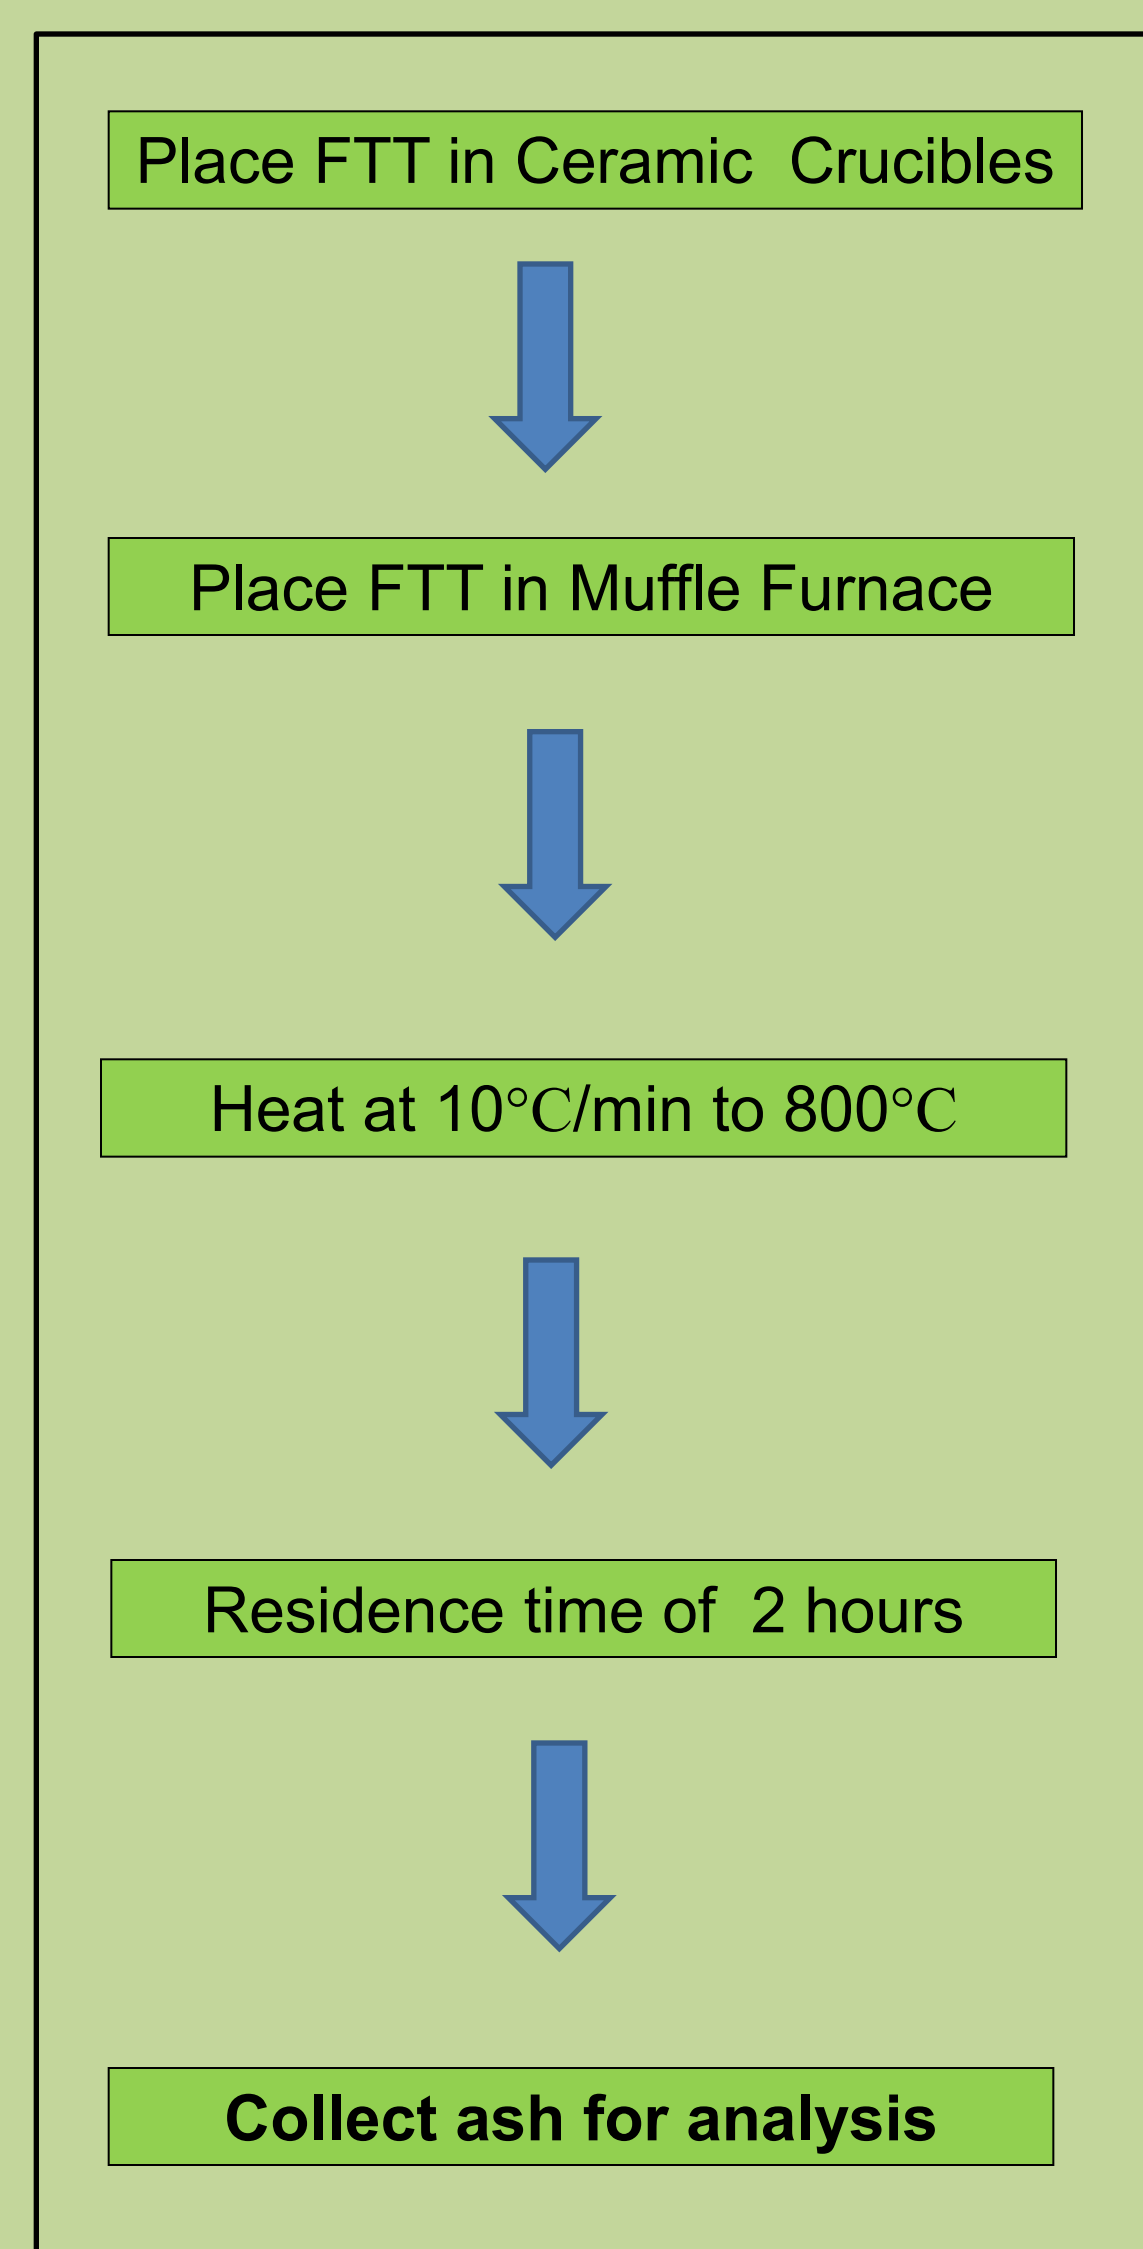 Place FTT in Ceramic  Crucibles
Place FTT in Muffle Furnace
Heat at 10°C/min to 800°C
Residence time of  2 hours
Collect ash for analysis